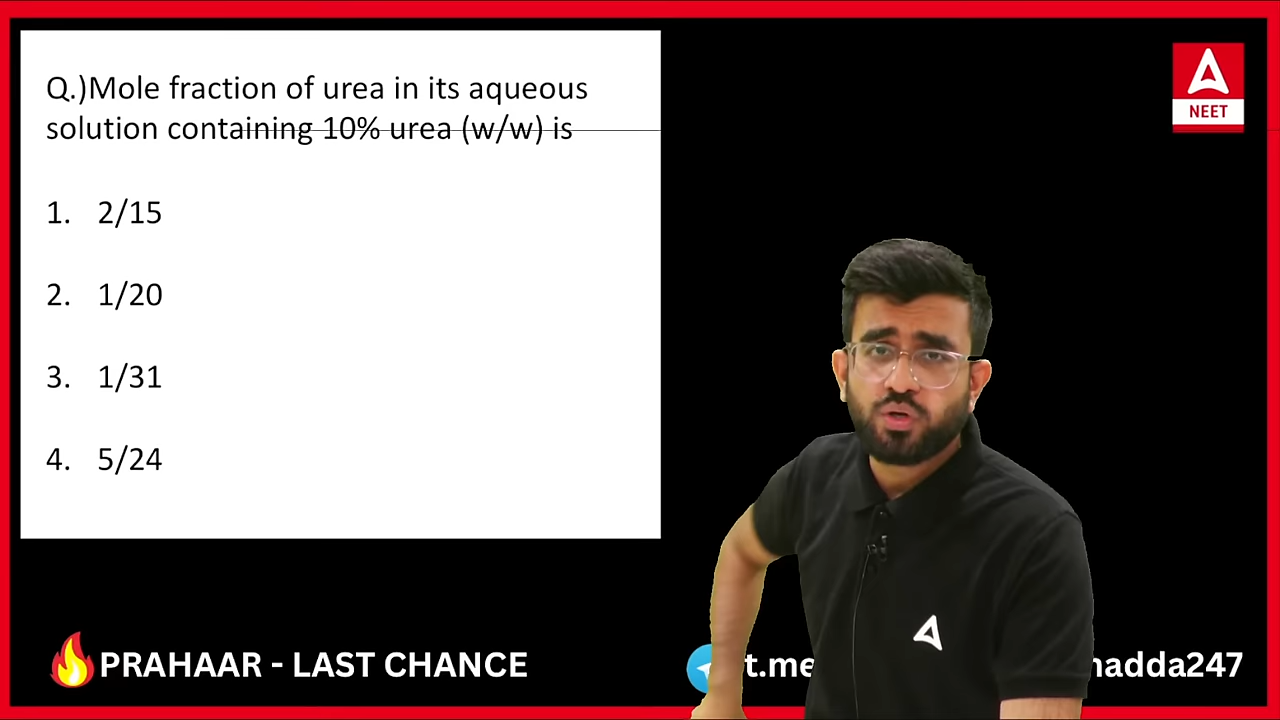 Q.)Mole fraction of urea in its aqueous
solution containing 10% urea (w/w) is
1. 2/15
2. 1/20
3. 1/31
4. 5/24
NEET
PRAHAAR - LAST CHANCE
t.me